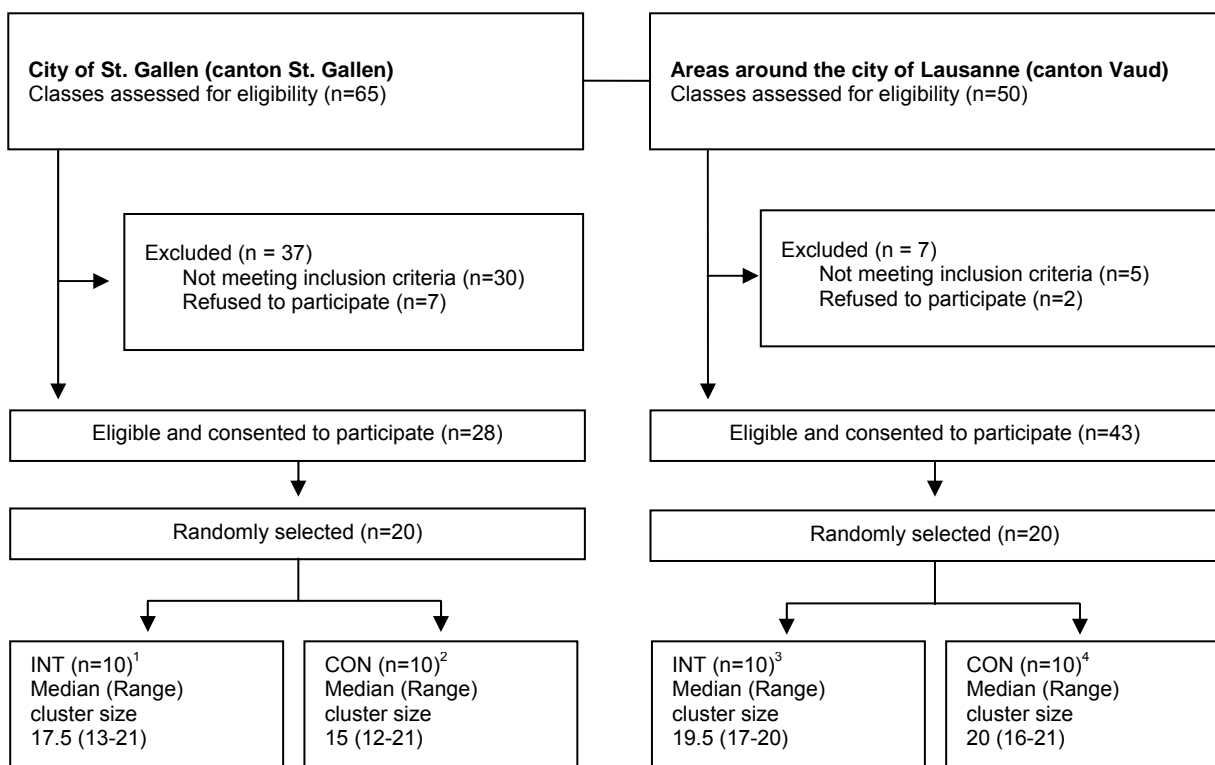 City of St. Gallen (canton St. Gallen)
Classes assessed for eligibility (n=65)
Areas around the city of Lausanne (canton Vaud)
Classes assessed for eligibility (n=50)
Excluded (n = 37)
Not meeting inclusion criteria (n=30)
Refused to participate (n=7)
Excluded (n = 7)
Not meeting inclusion criteria (n=5)
Refused to participate (n=2)
Eligible and consented to participate (n=28)
Eligible and consented to participate (n=43)
Randomly selected (n=20)
Randomly selected (n=20)
INT (n=10)1
Median (Range)
cluster size
17.5 (13-21)
CON (n=10)2
Median (Range)
cluster size
15 (12-21)
INT (n=10)3
Median (Range)
cluster size
19.5 (17-20)
CON (n=10)4
Median (Range)
cluster size
20 (16-21)